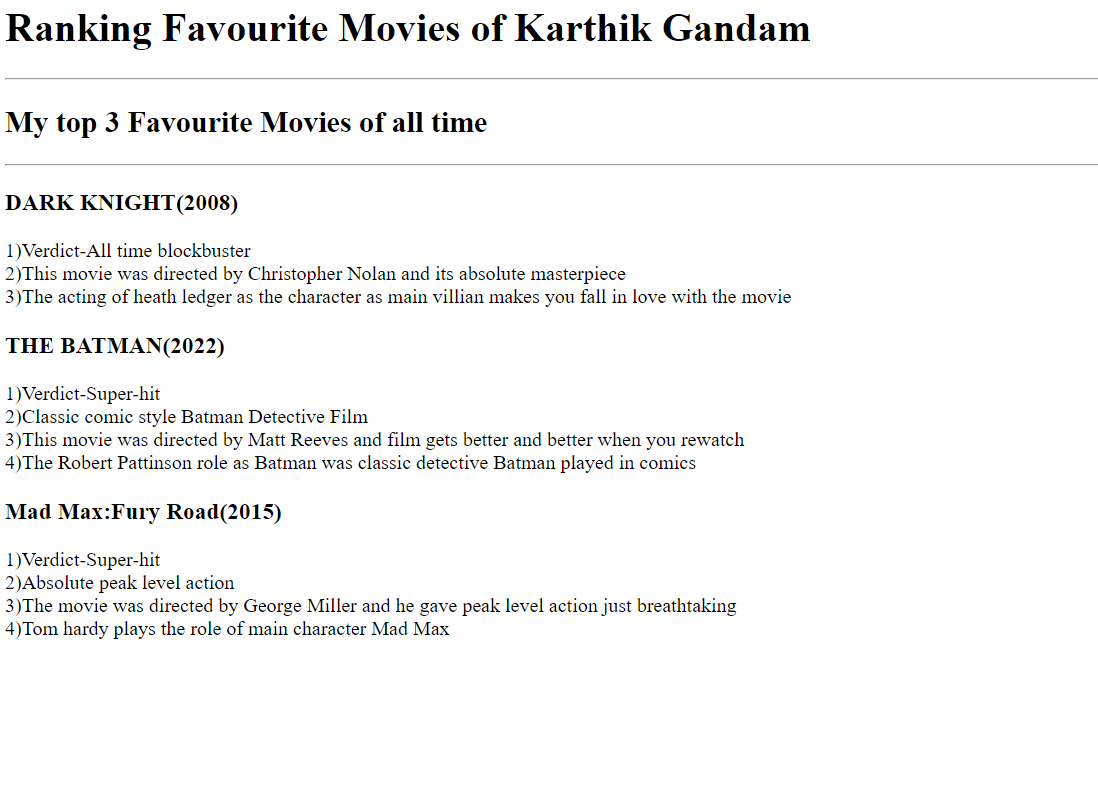 Ranking Favourite Movies of Karthik Gandam
My top 3 Favourite Movies of all time
DARK KNIGHT(2008)
1)Verdict-All time blockbuster
2)This movie was directed by Christopher Nolan and its absolute masterpiece
3)The acting of heath ledger as the character as main villian makes you fall in love with the movie
THE BATMAN(2022)
1)Verdict-Super-hit
2)Classic comic style Batman Detective Film
3)This movie was directed by Matt Reeves and film gets better and better when you rewatch
4)The Robert Pattinson role as Batman was classic detective Batman played in comics
Mad Max:Fury Road(2015)
1)Verdict-Super-hit
2)Absolute peak level action
3)The movie was directed by George Miller and he gave peak level action just breathtaking
4)Tom hardy plays the role of main character Mad Max